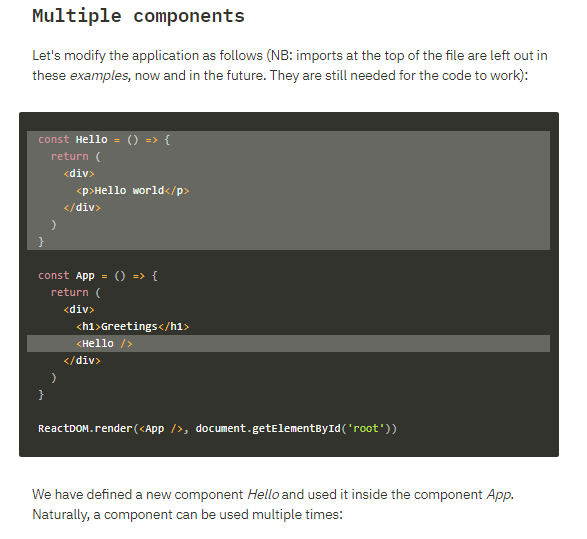 Multiple components
Let's modify the application as follows (NB: imports at the top of the file are left out in
these examples, now and in the future. They are still needed for the code to work):
const Hello = () => {
  return (
    <div>
      <p>Hello world</p>
    </div>
  )
}
const App = () => {
  return (
    <div>
      <h1>Greetings</h1>
      <Hello />
    </div>
  )
}
ReactDOM.render(<App />, document.getElementById('root'))
We have defined a new component Hello and used it inside the component App.
Naturally, a component can be used multiple times: